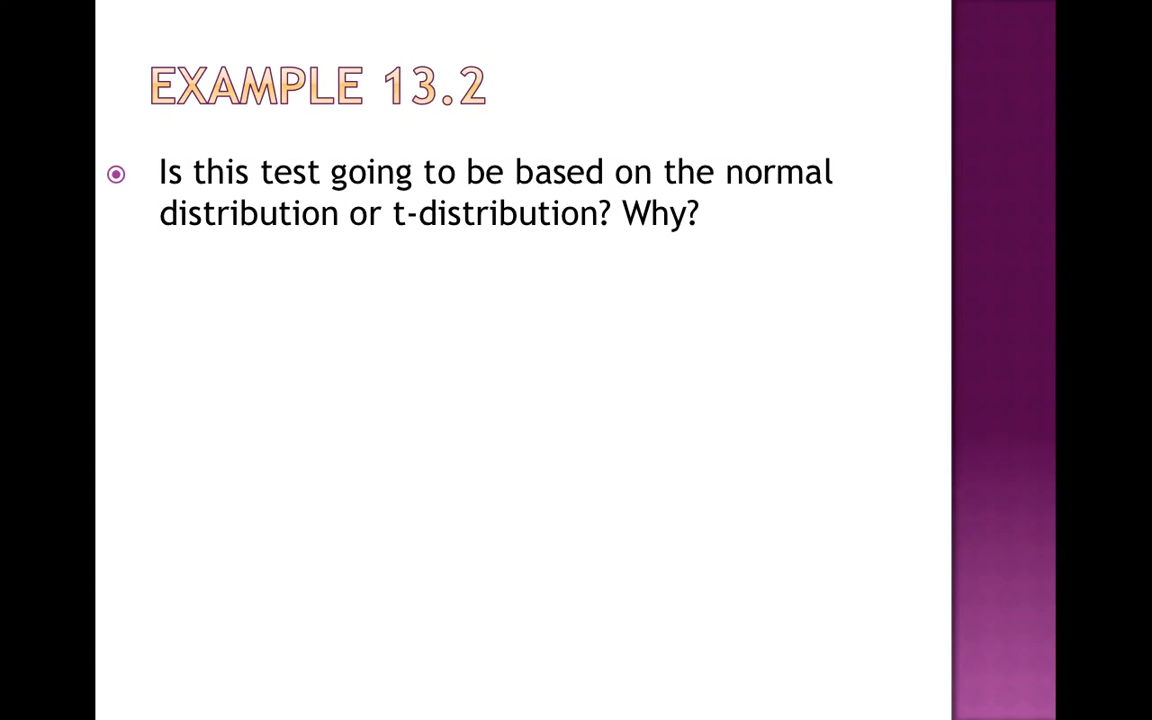 EXAMPLE 13.2
Is this test going to be based on the normal
distribution or t-distribution? Why?